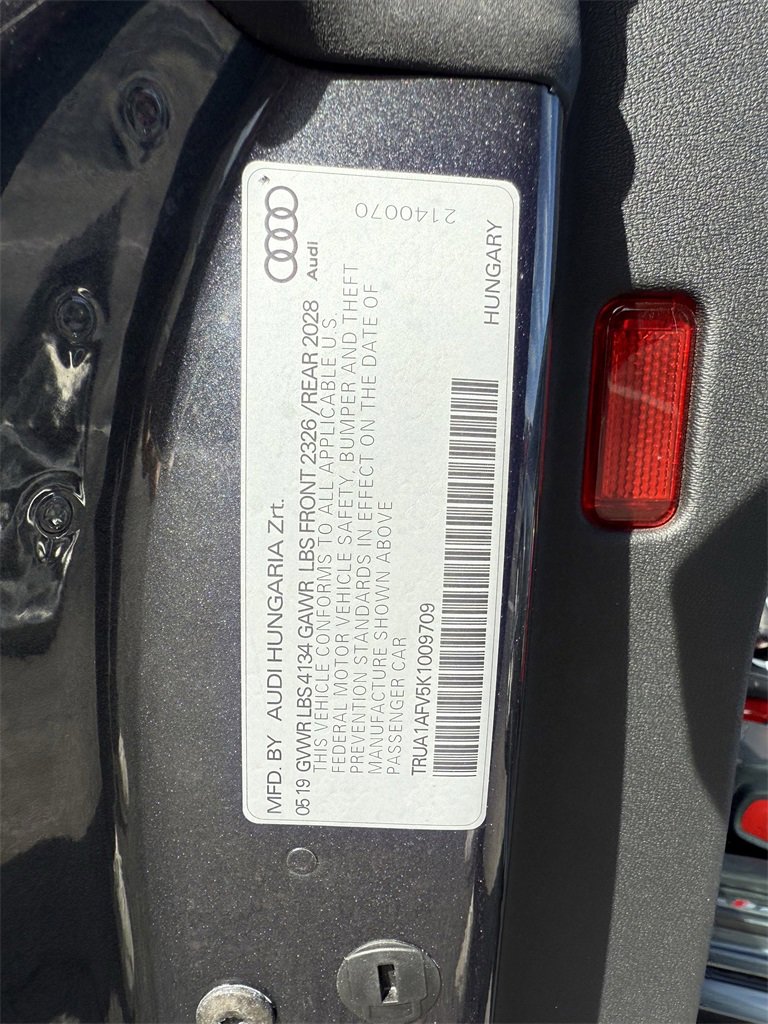 Audi
2140070
MFD. BY AUDI HUNGARIA Zrt.
0519 GVWR LBS 4134 GAWR LBS FRONT 2326 /REAR 2028
THIS VEHICLE CONFORMS TO ALL APPLICABLE U.S.
FEDERAL MOTOR VEHICLE SAFETY, BUMPER AND THEFT
PREVENTION STANDARDS IN EFFECT ON THE DATE OF
MANUFACTURE SHOWN ABOVE
PASSENGER CAR
TRUA1AFV5K1009709
HUNGARY